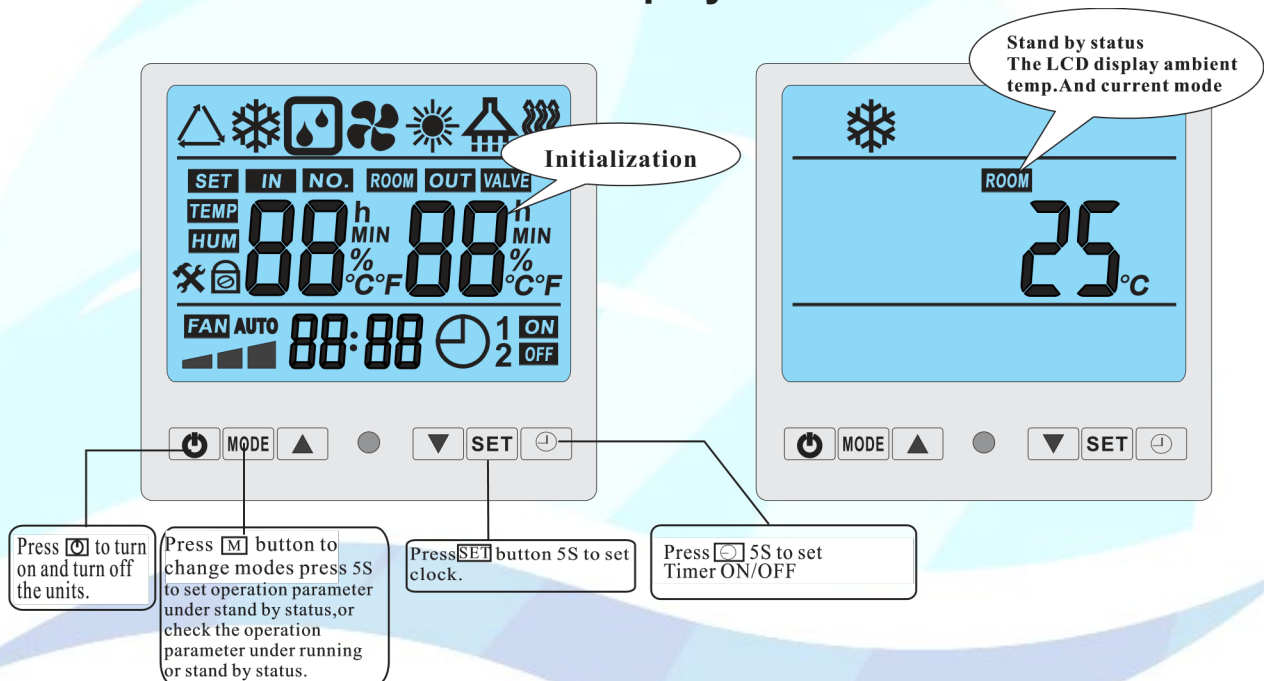 Stand by status
The LCD display ambient
temp.And current mode
Initialization
SET IN NO. ROOM OUT VALVE
TEMP
HUM
88 h MIN % °C°F 88 h MIN % °C°F
FAN AUTO 88:88 1 ON
2 OFF
MODE SET
ROOM
25 °C
MODE SET
Press to turn
on and turn off
the units.
Press M button to
change modes press 5S
to set operation parameter
under stand by status,or
check the operation
parameter under running
or stand by status.
Press SET button 5S to set
clock.
Press 5S to set
Timer ON/OFF